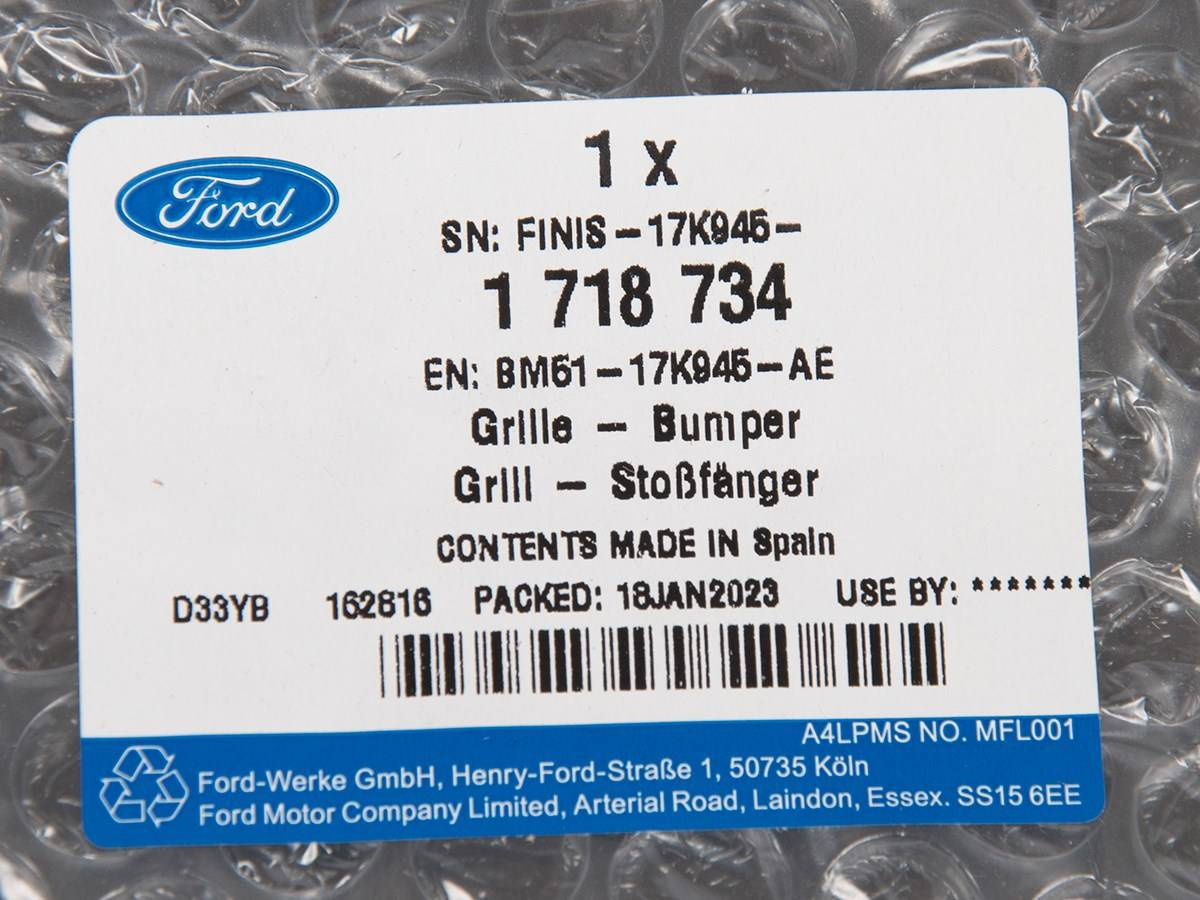 Ford
1 x
SN: FINIS-17K945-
1 718 734
EN: BM51-17K945-AE
Grille - Bumper
Grill - Stoßfänger
CONTENTS MADE IN Spain
D33YB 162816 PACKED: 18JAN2023 USE BY: *******
A4LPMS NO. MFL001
Ford-Werke GmbH, Henry-Ford-Straße 1, 50735 Köln
Ford Motor Company Limited, Arterial Road, Laindon, Essex. SS15 6EE